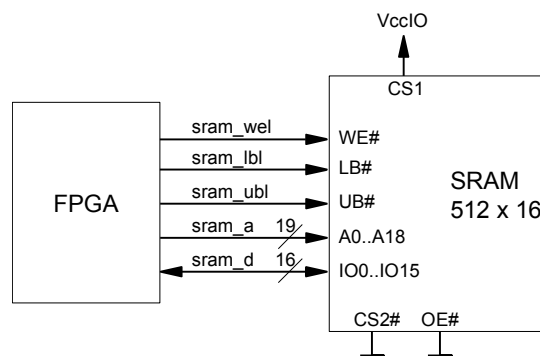 VccIO
CS1
sram_wel
WE#
sram_lbl
LB#
sram_ubl
UB#
FPGA
SRAM
512 x 16
sram_a 19
A0..A18
sram_d 16
IO0..IO15
CS2# OE#